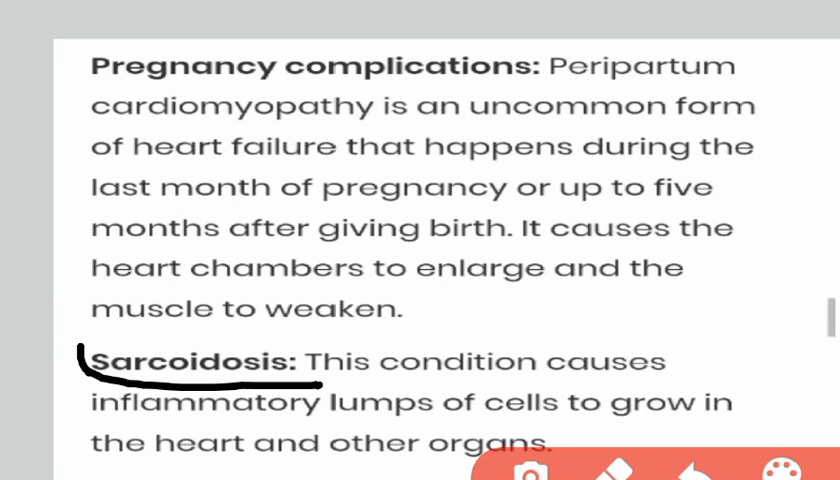 Pregnancy complications: Peripartum
cardiomyopathy is an uncommon form
of heart failure that happens during the
last month of pregnancy or up to five
months after giving birth. It causes the
heart chambers to enlarge and the
muscle to weaken.
Sarcoidosis: This condition causes
inflammatory lumps of cells to grow in
the heart and other organs.